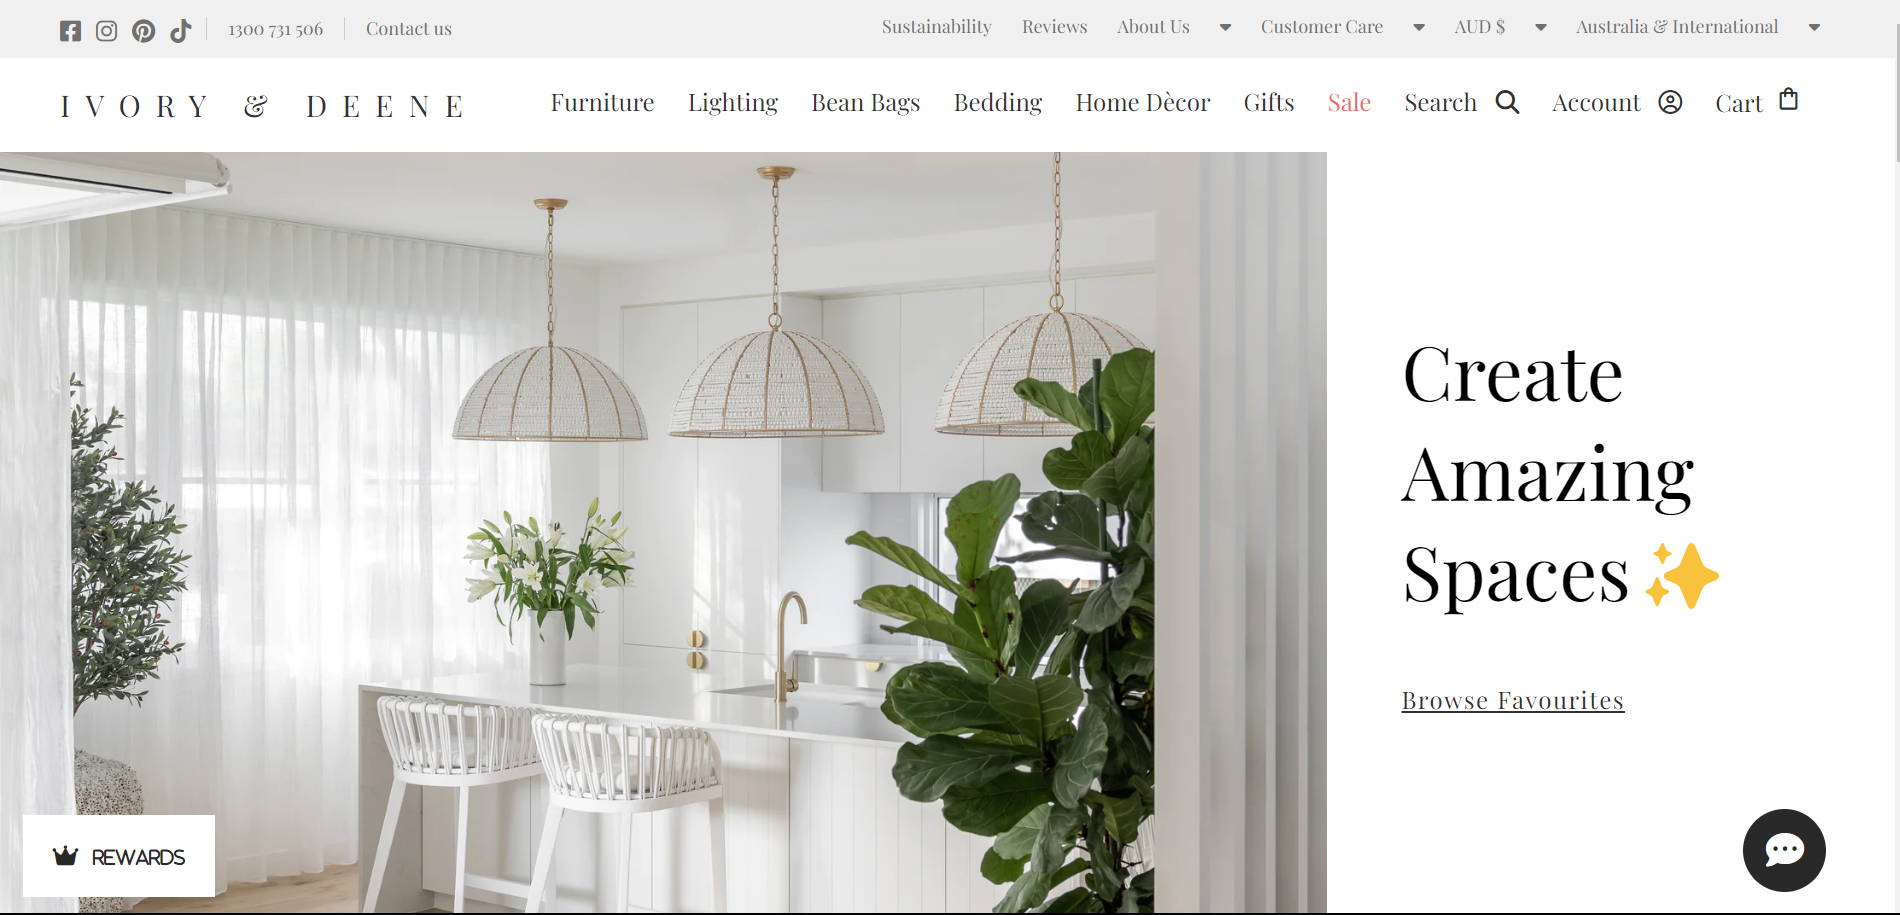 1300 731 506
Contact us
Sustainability
Reviews
About Us
Customer Care
AUD $
Australia & International
IVORY & DEENE
Furniture
Lighting
Bean Bags
Bedding
Home Dècor
Gifts
Sale
Search
Account
Cart
Create
Amazing
Spaces✨
Browse Favourites
REWARDS